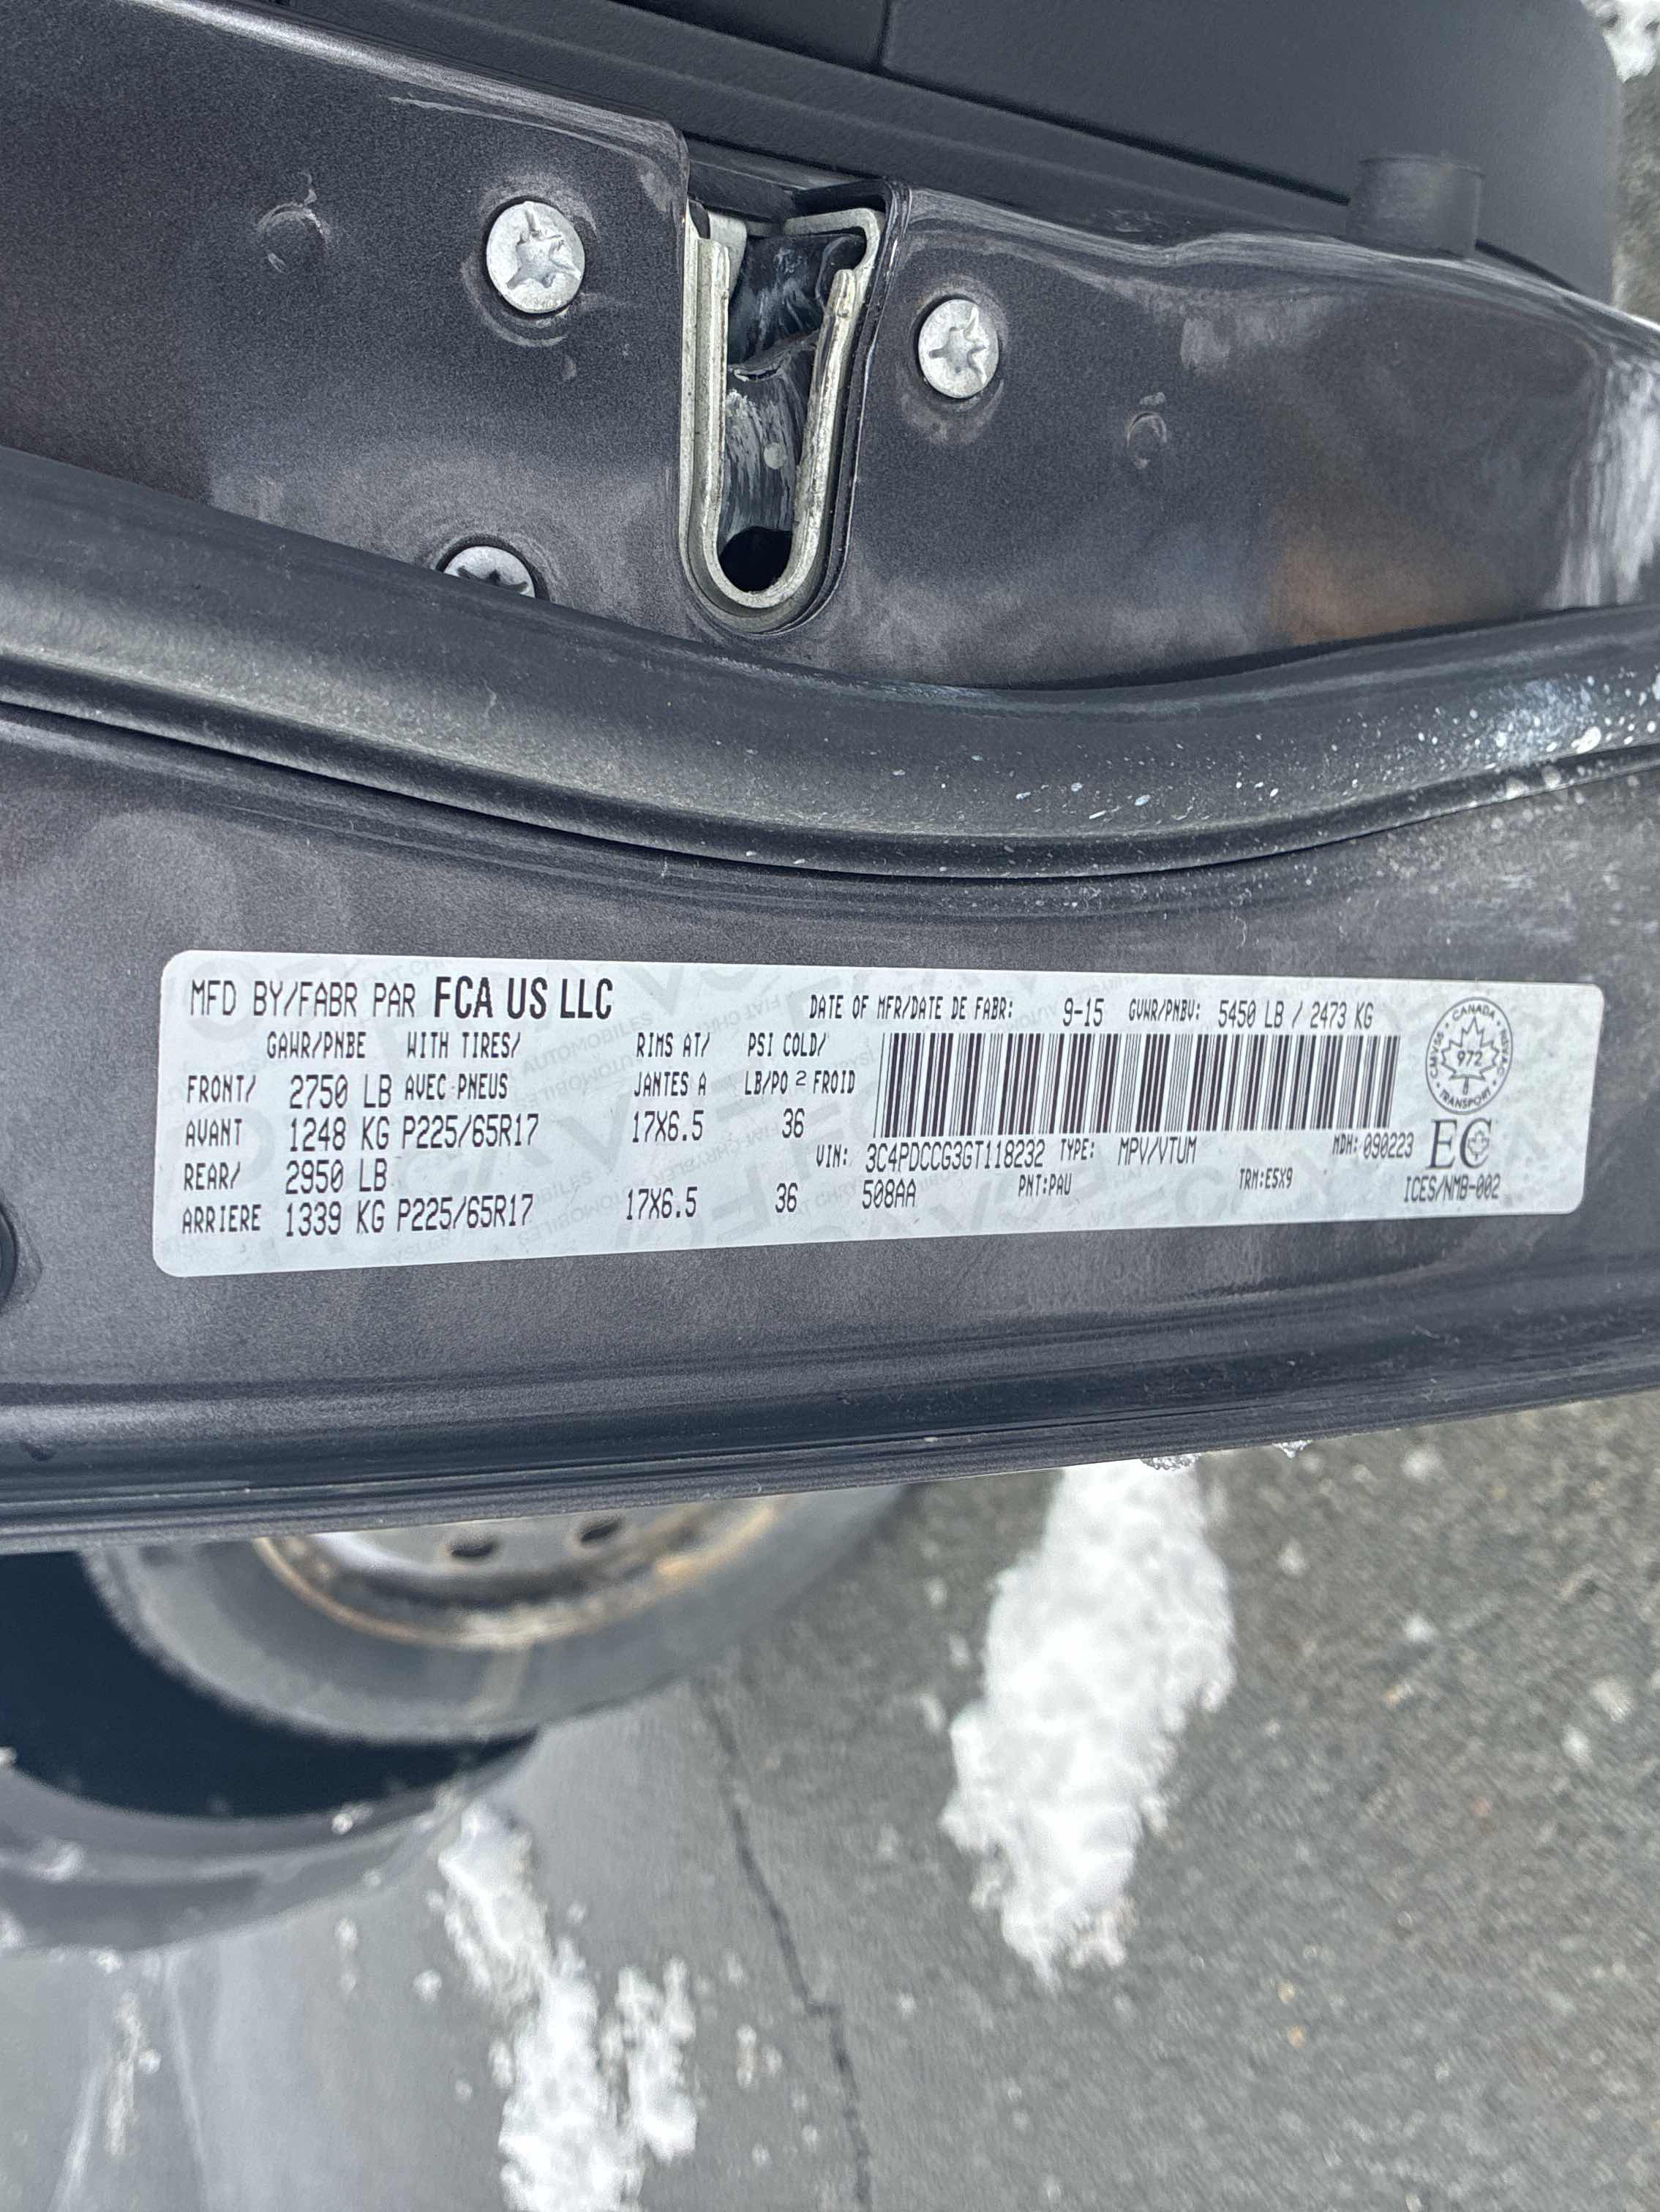 MFD BY/FABR PAR FCA US LLC DATE OF MFR/DATE DE FABR: 9-15 GVWR/PNBV: 5450 LB / 2473 KG
GAWR/PNBE WITH TIRES/ RIMS AT/ PSI COLD/
FRONT/ 2750 LB AVEC PNEUS JANTES A LB/PO 2 FROID
AVANT 1248 KG P225/65R17 17X6.5 36
VIN: 3C4PDCCG3GT118232 TYPE: MPV/VTUM MDH: 090223
REAR/ 2950 LB
508AA PNT:PAU TRM:E5X9 ICES/NMB-002
ARRIERE 1339 KG P225/65R17 17X6.5 36
CANADA
CMVSS · NSVAC
972
TRANSPORT
EC